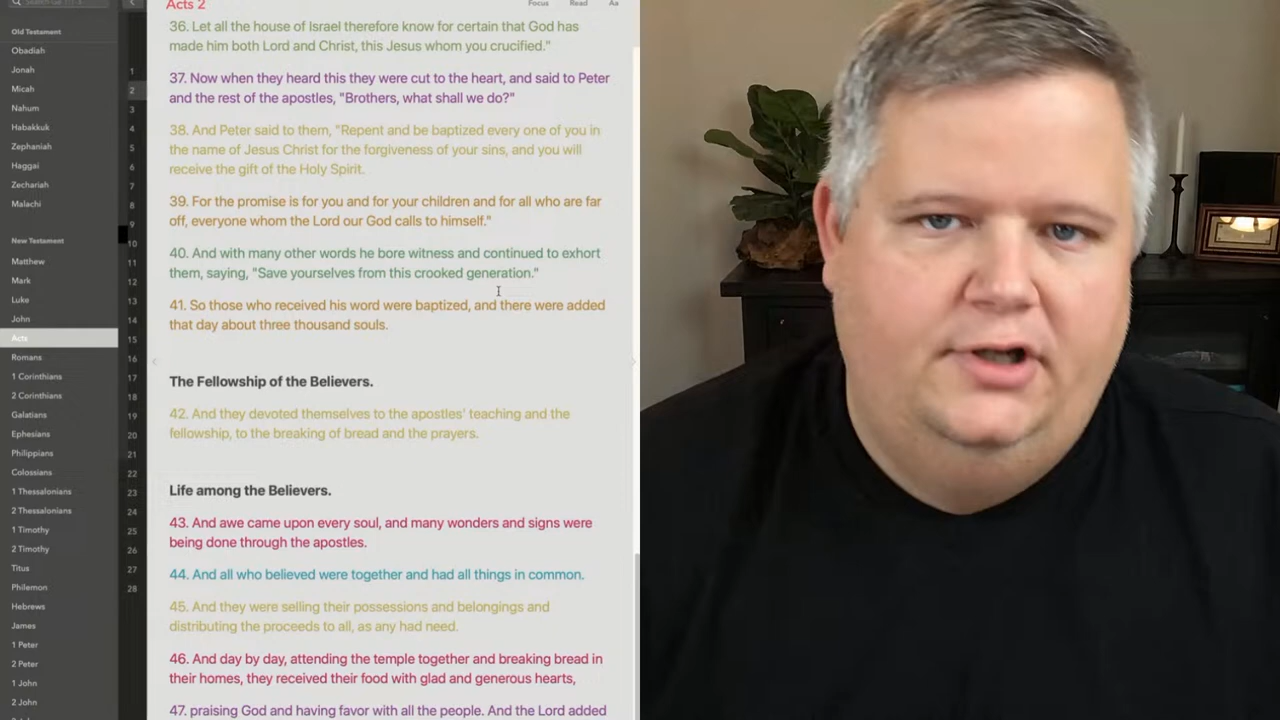 Search
Old Testament
Obadiah
Jonah
Micah
Nahum
Habakkuk
Zephaniah
Haggai
Zechariah
Malachi
New Testament
Matthew
Mark
Luke
John
Acts
Romans
1 Corinthians
2 Corinthians
Galatians
Ephesians
Philippians
Colossians
1 Thessalonians
2 Thessalonians
1 Timothy
2 Timothy
Titus
Philemon
Hebrews
James
1 Peter
2 Peter
1 John
2 John
1
2
3
4
5
6
7
8
9
10
11
12
13
14
15
16
17
18
19
20
21
22
23
24
25
26
27
28
Acts 2
Focus Read Aa
36. Let all the house of Israel therefore know for certain that God has
made him both Lord and Christ, this Jesus whom you crucified."
37. Now when they heard this they were cut to the heart, and said to Peter
and the rest of the apostles, "Brothers, what shall we do?"
38. And Peter said to them, "Repent and be baptized every one of you in
the name of Jesus Christ for the forgiveness of your sins, and you will
receive the gift of the Holy Spirit.
39. For the promise is for you and for your children and for all who are far
off, everyone whom the Lord our God calls to himself."
40. And with many other words he bore witness and continued to exhort
them, saying, "Save yourselves from this crooked generation."
41. So those who received his word were baptized, and there were added
that day about three thousand souls.
The Fellowship of the Believers.
42. And they devoted themselves to the apostles' teaching and the
fellowship, to the breaking of bread and the prayers.
Life among the Believers.
43. And awe came upon every soul, and many wonders and signs were
being done through the apostles.
44. And all who believed were together and had all things in common.
45. And they were selling their possessions and belongings and
distributing the proceeds to all, as any had need.
46. And day by day, attending the temple together and breaking bread in
their homes, they received their food with glad and generous hearts,
47. praising God and having favor with all the people. And the Lord added